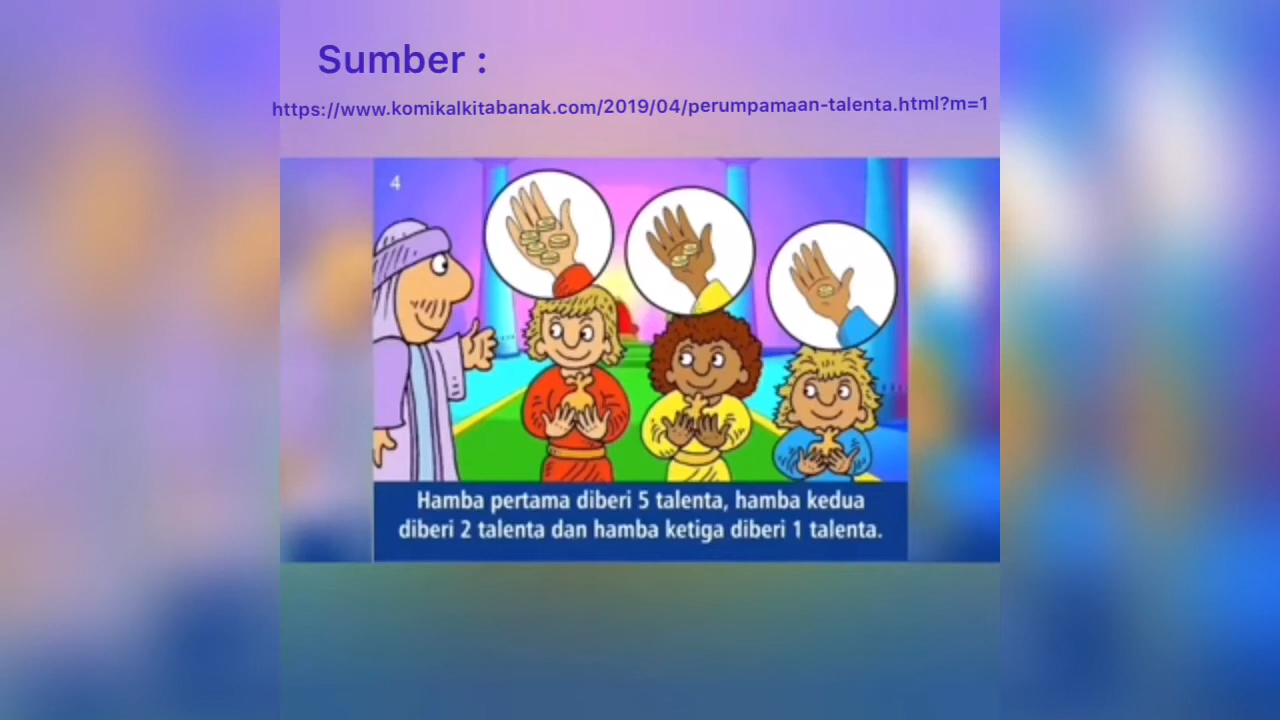 Sumber :
https://www.komikalkitabanak.com/2019/04/perumpamaan-talenta.html?m=1
4
Hamba pertama diberi 5 talenta, hamba kedua
diberi 2 talenta dan hamba ketiga diberi 1 talenta.